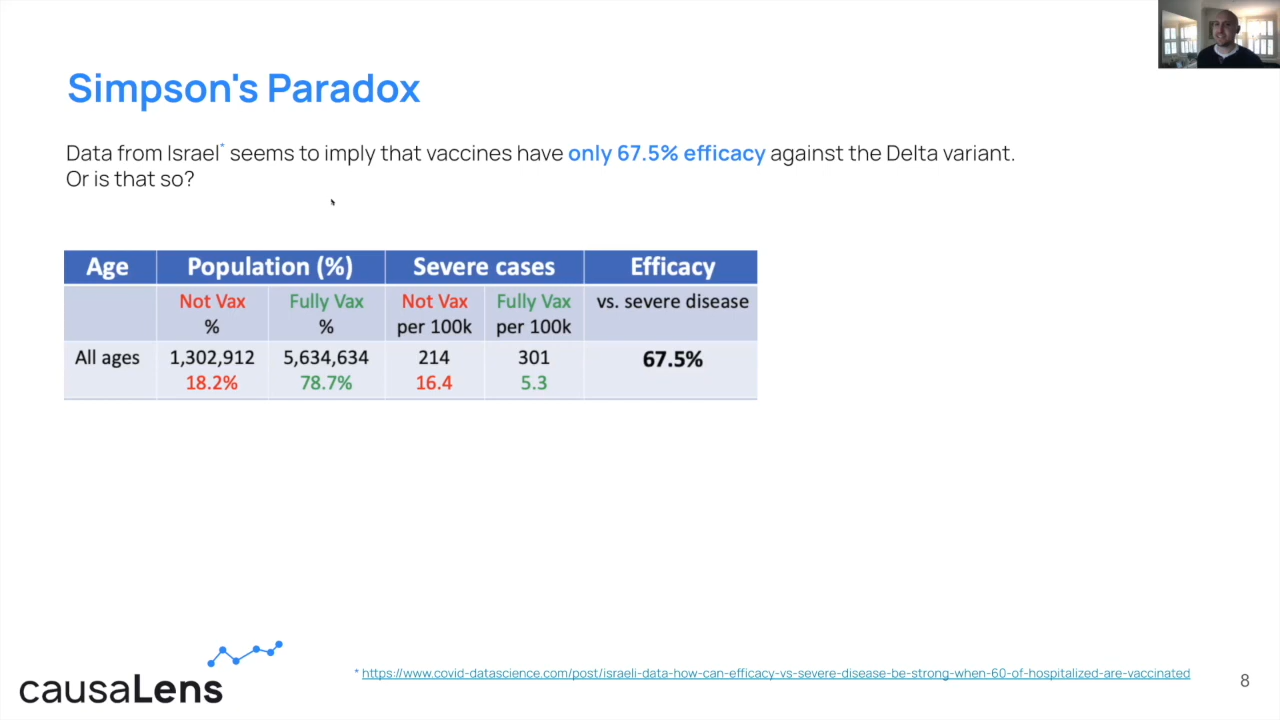 Simpson's Paradox
Data from Israel* seems to imply that vaccines have only 67.5% efficacy against the Delta variant.
Or is that so?
Age Population (%) Severe cases Efficacy
Not Vax Fully Vax Not Vax Fully Vax vs. severe disease
% % per 100k per 100k
All ages 1,302,912 5,634,634 214 301 67.5%
18.2% 78.7% 16.4 5.3
* https://www.covid-datascience.com/post/israeli-data-how-can-efficacy-vs-severe-disease-be-strong-when-60-of-hospitalized-are-vaccinated
causaLens
8